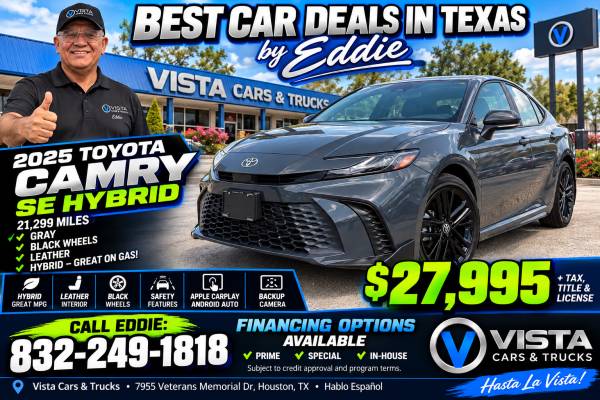 BEST CAR DEALS IN TEXAS
by Eddie
VISTA
VISTA
Eddie
VISTA CARS & TRUCKS
VISTA
2025 TOYOTA
CAMRY
SE HYBRID
21,299 MILES
GRAY
BLACK WHEELS
LEATHER
HYBRID – GREAT ON GAS!
HYBRID
GREAT MPG
LEATHER
INTERIOR
BLACK
WHEELS
SAFETY
FEATURES
APPLE CARPLAY
ANDROID AUTO
BACKUP
CAMERA
$27,995
+ TAX,
TITLE &
LICENSE
CALL EDDIE:
832-249-1818
FINANCING OPTIONS
AVAILABLE
✓ PRIME ✓ SPECIAL ✓ IN-HOUSE
Subject to credit approval and program terms.
V VISTA
CARS & TRUCKS
Hasta La Vista!
Vista Cars & Trucks • 7955 Veterans Memorial Dr, Houston, TX • Hablo Español